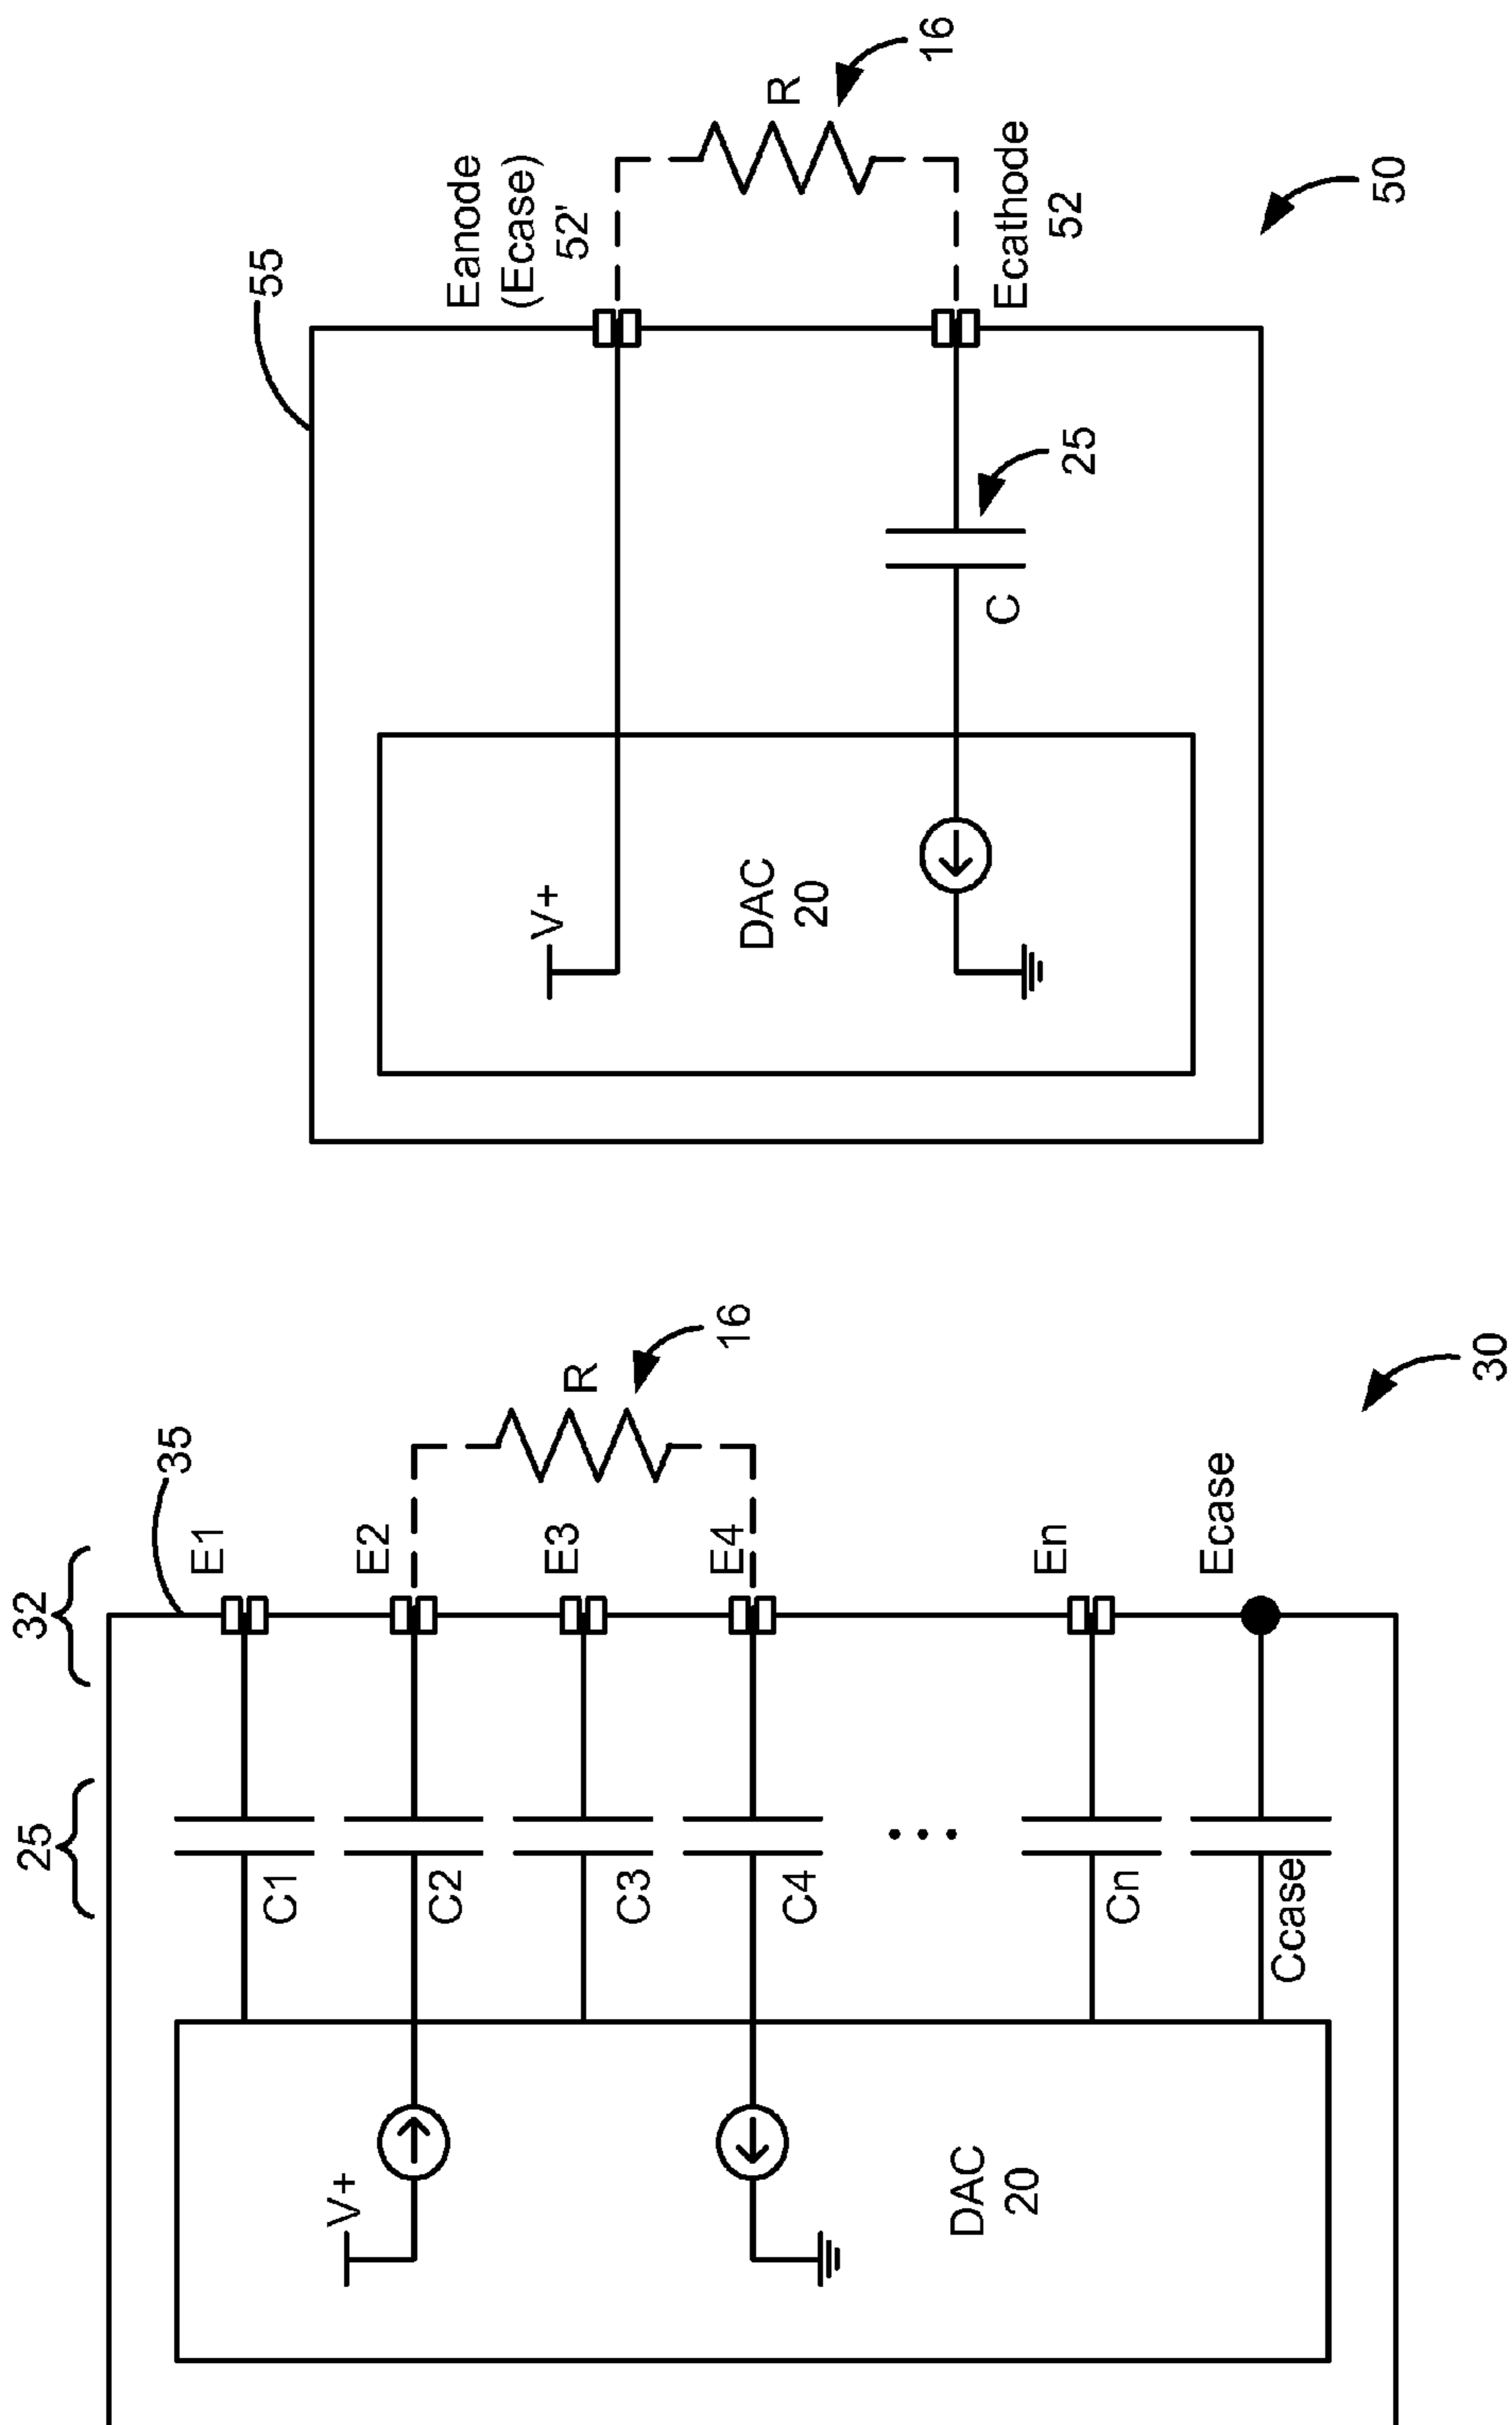 32
35
25
E1
C1
V+
E2
C2
R
16
E3
C3
E4
C4
DAC
20
En
Cn
Ecase
Ccase
30
55
Eanode
(Ecase)
52'
V+
R
16
DAC
20
25
C
Ecathode
52
50